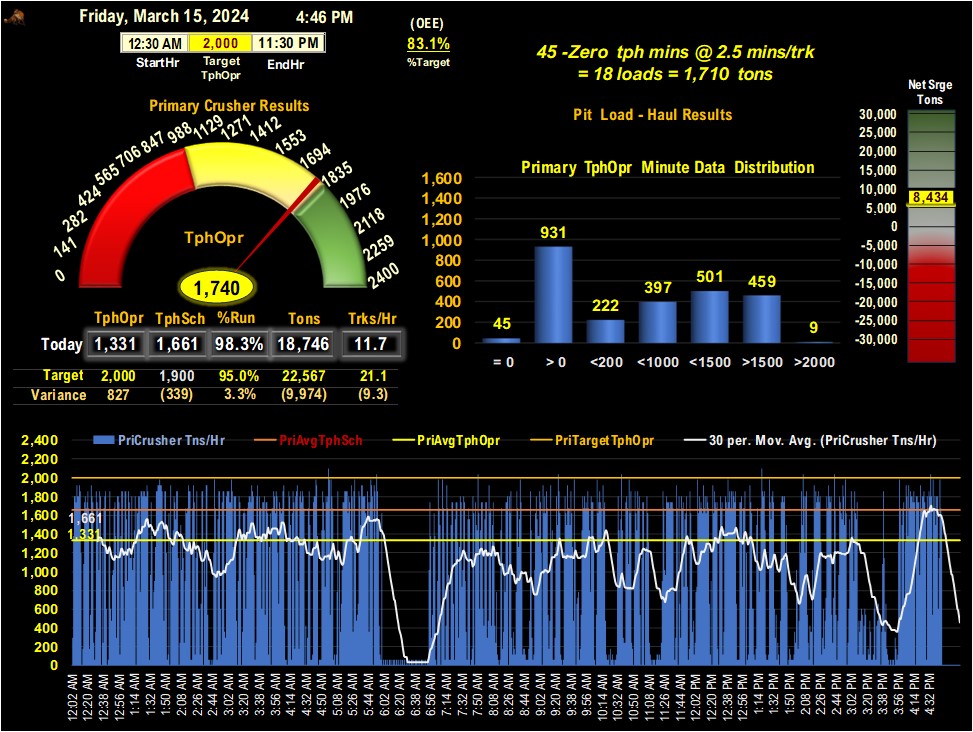 Friday, March 15, 2024 4:46 PM
12:30 AM 2,000 11:30 PM
StartHr Target TphOpr EndHr
(OEE)
83.1%
%Target
45 -Zero tph mins @ 2.5 mins/trk
= 18 loads = 1,710 tons
Primary Crusher Results
0 141 282 424 565 706 847 988 1129 1271 1412 1553 1694 1835 1976 2118 2259 2400
TphOpr
1,740
TphOpr TphSch %Run Tons Trks/Hr
Today 1,331 1,661 98.3% 18,746 11.7
Target 2,000 1,900 95.0% 22,567 21.1
Variance 827 (339) 3.3% (9,974) (9.3)
Pit Load - Haul Results
Primary TphOpr Minute Data Distribution
1,600
1,400
1,200
1,000
800
600
400
200
0
45 931 222 397 501 459 9
= 0 > 0 <200 <1000 <1500 >1500 >2000
Net Srge
Tons
30,000
25,000
20,000
15,000
10,000
8,434
5,000
0
-5,000
-10,000
-15,000
-20,000
-25,000
-30,000
PriCrusher Tns/Hr PriAvgTphSch PriAvgTphOpr PriTargetTphOpr 30 per. Mov. Avg. (PriCrusher Tns/Hr)
2,400
2,200
2,000
1,800
1,600
1,400
1,200
1,000
800
600
400
200
0
1,661
1,331
12:02 AM 12:20 AM 12:38 AM 12:56 AM 1:14 AM 1:32 AM 1:50 AM 2:08 AM 2:26 AM 2:44 AM 3:02 AM 3:20 AM 3:38 AM 3:56 AM 4:14 AM 4:32 AM 4:50 AM 5:08 AM 5:26 AM 5:44 AM 6:02 AM 6:20 AM 6:38 AM 6:56 AM 7:14 AM 7:32 AM 7:50 AM 8:08 AM 8:26 AM 8:44 AM 9:02 AM 9:20 AM 9:38 AM 9:56 AM 10:14 AM 10:32 AM 10:50 AM 11:08 AM 11:26 AM 11:44 AM 12:02 PM 12:20 PM 12:38 PM 12:56 PM 1:14 PM 1:32 PM 1:50 PM 2:08 PM 2:26 PM 2:44 PM 3:02 PM 3:20 PM 3:38 PM 3:56 PM 4:14 PM 4:32 PM